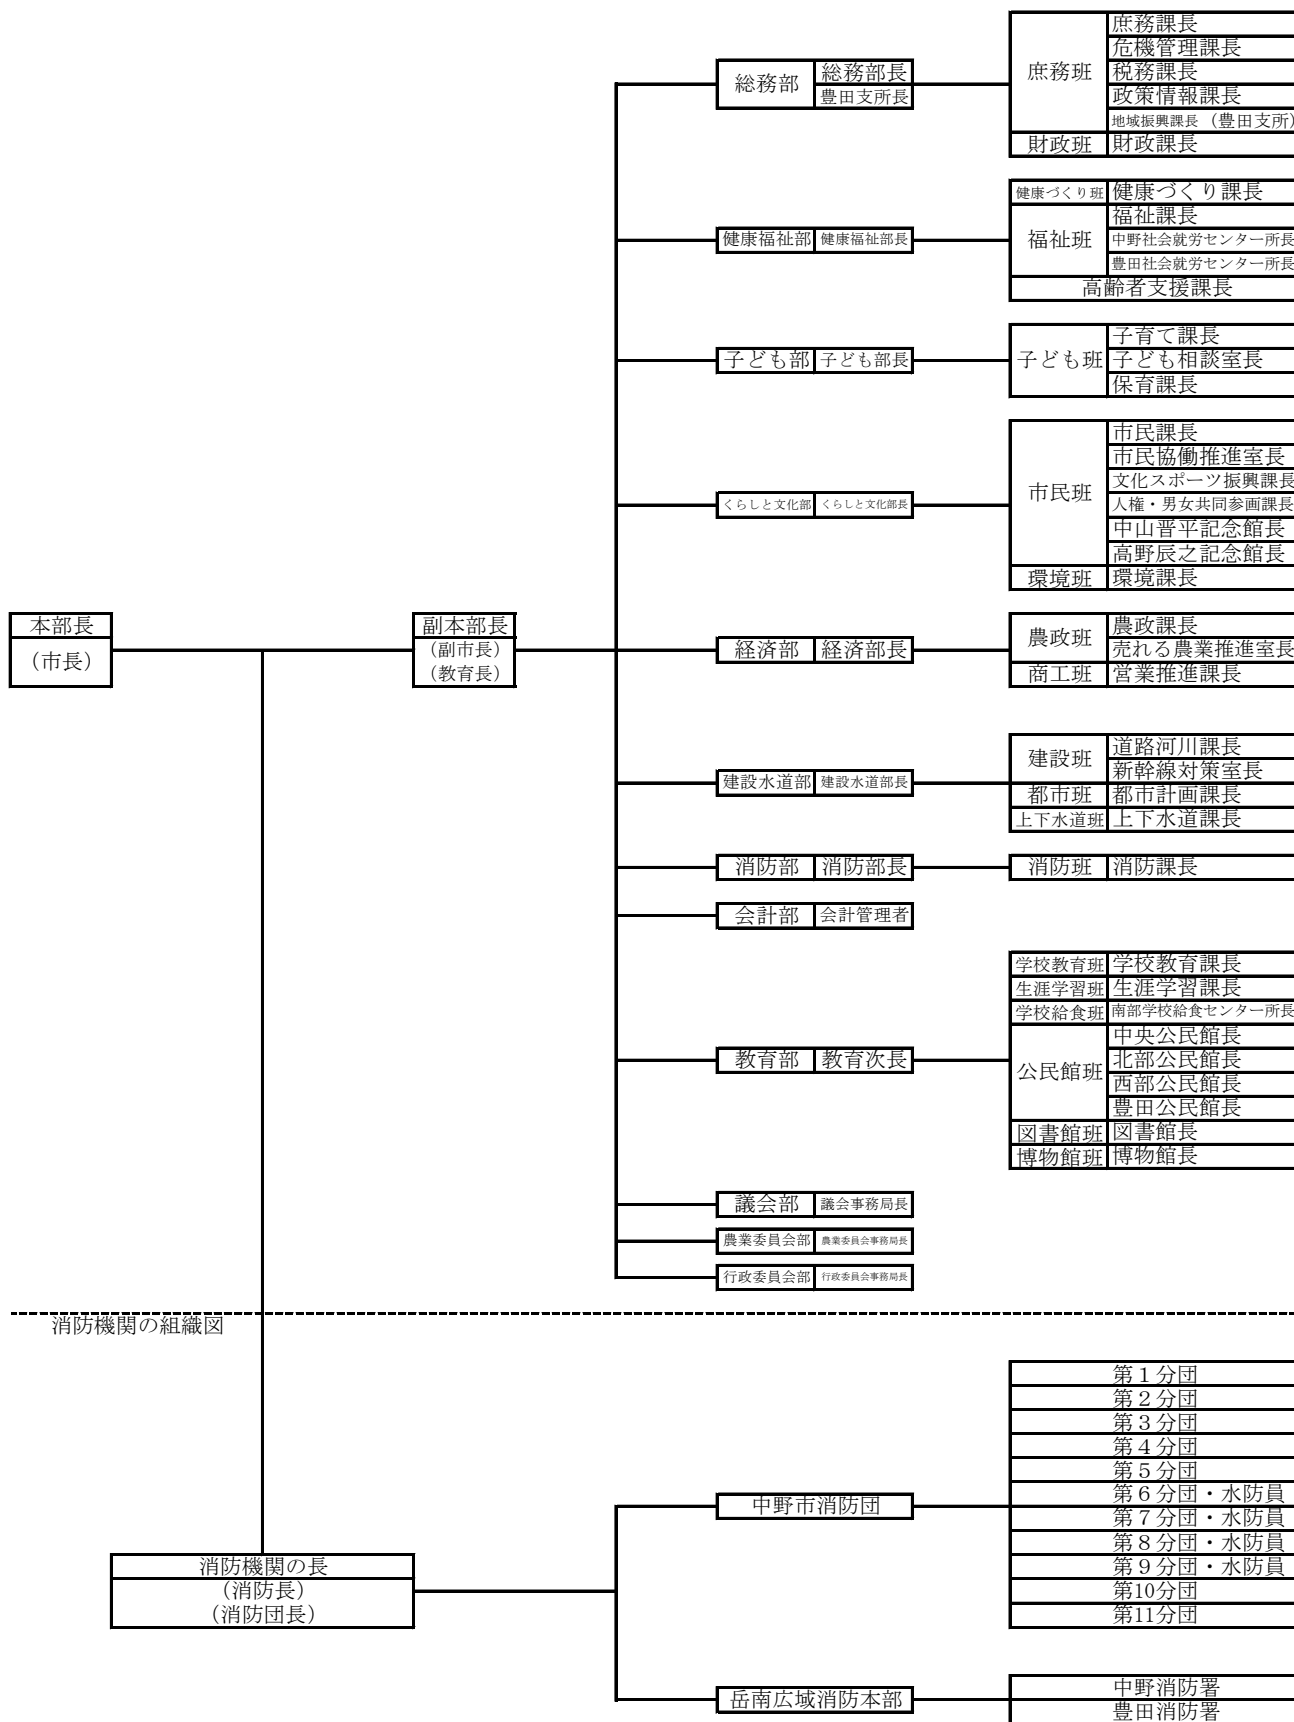 庶務課長
危機管理課長
総務部 総務部長 庶務班 税務課長
豊田支所長 政策情報課長
地域振興課長（豊田支所）
財政班 財政課長
健康づくり班 健康づくり課長
福祉課長
健康福祉部 健康福祉部長 福祉班 中野社会就労センター所長
豊田社会就労センター所長
高齢者支援課長
子育て課長
子ども部 子ども部長 子ども班 子ども相談室長
保育課長
市民課長
市民協働推進室長
市民班 文化スポーツ振興課長
くらしと文化部 くらしと文化部長 人権・男女共同参画課長
中山晋平記念館長
高野辰之記念館長
環境班 環境課長
本部長 副本部長 農政班 農政課長
（市長） （副市長） 経済部 経済部長 売れる農業推進室長
（教育長） 商工班 営業推進課長
建設班 道路河川課長
新幹線対策室長
建設水道部 建設水道部長 都市班 都市計画課長
上下水道班 上下水道課長
消防部 消防部長 消防班 消防課長
会計部 会計管理者
学校教育班 学校教育課長
生涯学習班 生涯学習課長
学校給食班 南部学校給食センター所長
中央公民館長
教育部 教育次長 公民館班 北部公民館長
西部公民館長
豊田公民館長
図書館班 図書館長
博物館班 博物館長
議会部 議会事務局長
農業委員会部 農業委員会事務局長
行政委員会部 行政委員会事務局長
消防機関の組織図
第１分団
第２分団
第３分団
第４分団
第５分団
第６分団・水防員
中野市消防団 第７分団・水防員
第８分団・水防員
第９分団・水防員
消防機関の長 第10分団
（消防長） 第11分団
（消防団長）
岳南広域消防本部 中野消防署
豊田消防署